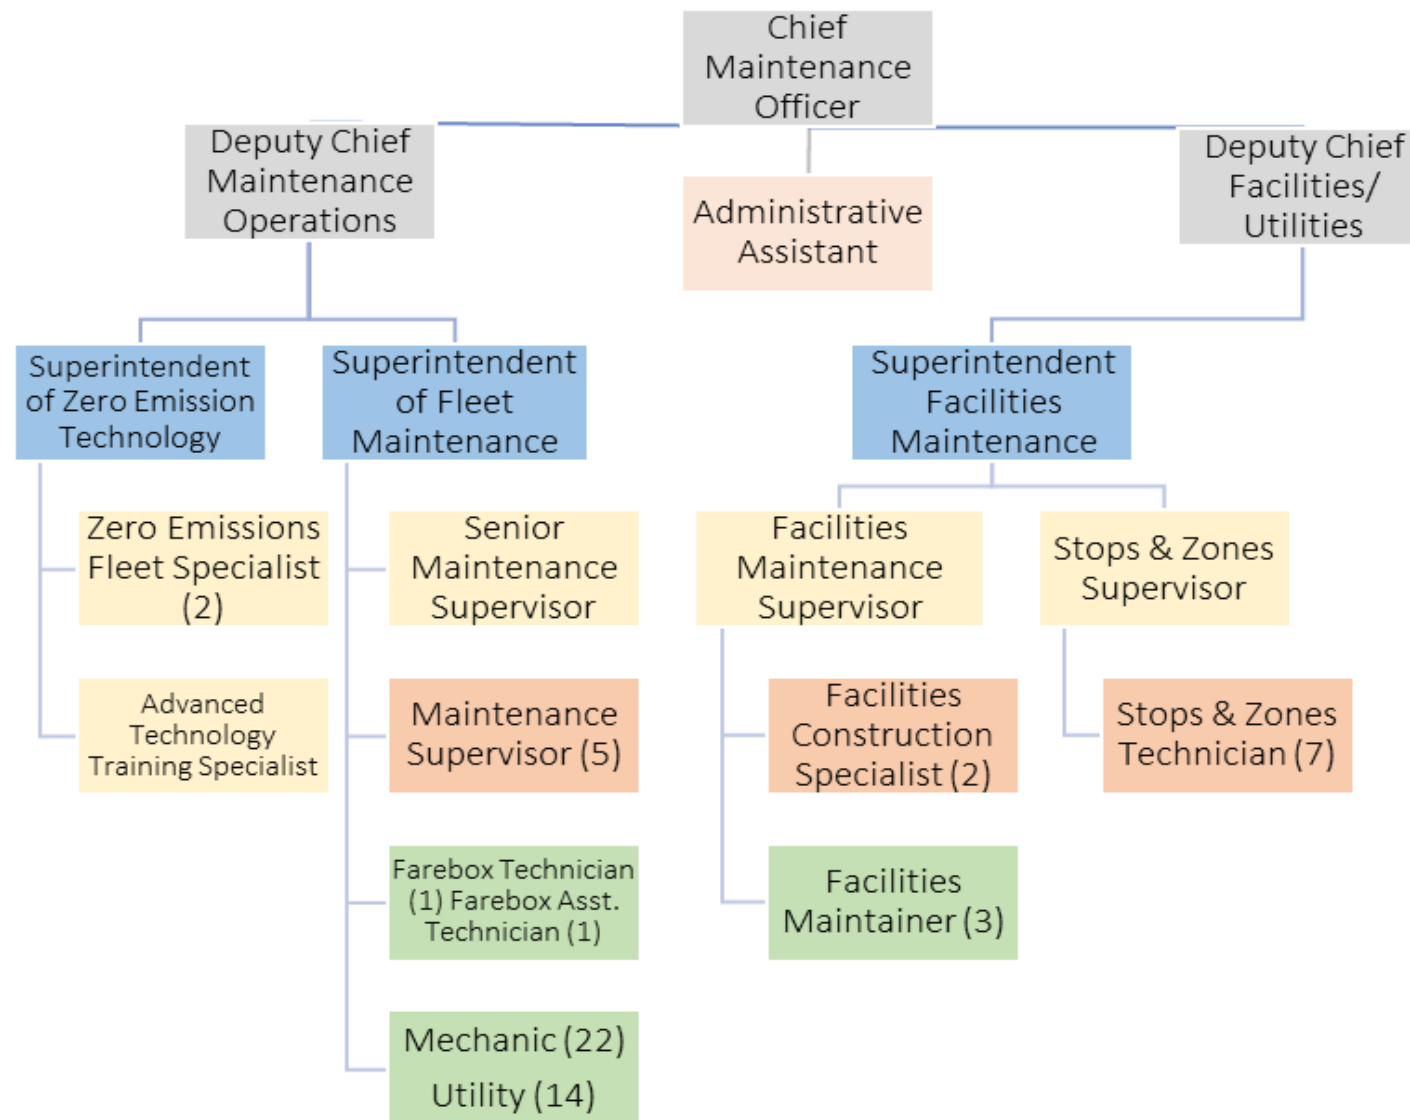 Chief
Maintenance
Officer
Deputy Chief
Maintenance
Operations
Administrative
Assistant
Deputy Chief
Facilities/
Utilities
Superintendent
of Zero Emission
Technology
Superintendent
of Fleet
Maintenance
Superintendent
Facilities
Maintenance
Zero Emissions
Fleet Specialist
(2)
Advanced
Technology
Training Specialist
Senior
Maintenance
Supervisor
Maintenance
Supervisor (5)
Farebox Technician
(1) Farebox Asst.
Technician (1)
Mechanic (22)
Utility (14)
Facilities
Maintenance
Supervisor
Facilities
Construction
Specialist (2)
Facilities
Maintainer (3)
Stops & Zones
Supervisor
Stops & Zones
Technician (7)